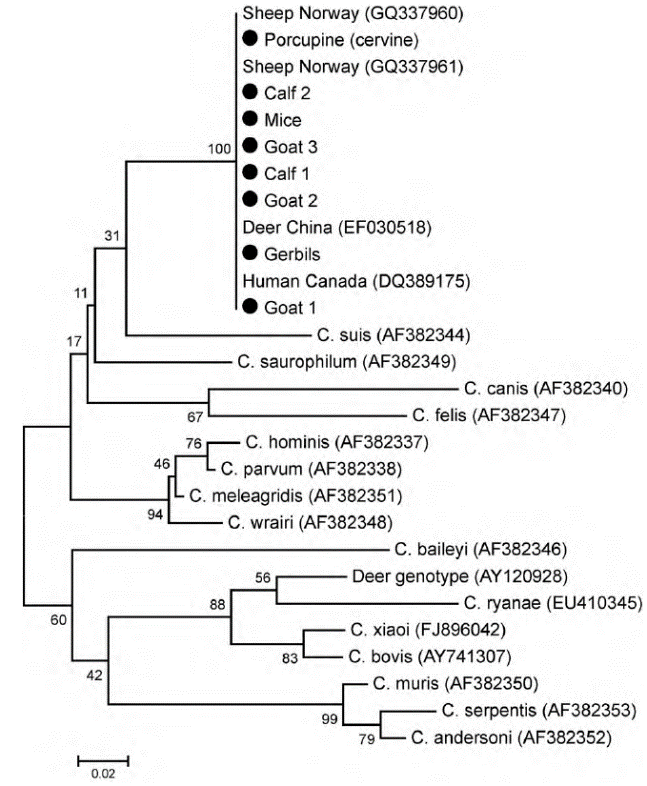 Sheep Norway (GQ337960)
Porcupine (cervine)
Sheep Norway (GQ337961)
Calf 2
Mice
100
Goat 3
Calf 1
Goat 2
Deer China (EF030518)
31
Gerbils
Human Canada (DQ389175)
11
Goat 1
C. suis (AF382344)
17
C. saurophilum (AF382349)
C. canis (AF382340)
67
C. felis (AF382347)
76
C. hominis (AF382337)
46
C. parvum (AF382338)
C. meleagridis (AF382351)
94
C. wrairi (AF382348)
C. baileyi (AF382346)
56
Deer genotype (AY120928)
88
C. ryanae (EU410345)
60
C. xiaoi (FJ896042)
83
C. bovis (AY741307)
42
C. muris (AF382350)
99
C. serpentis (AF382353)
79
C. andersoni (AF382352)
0.02